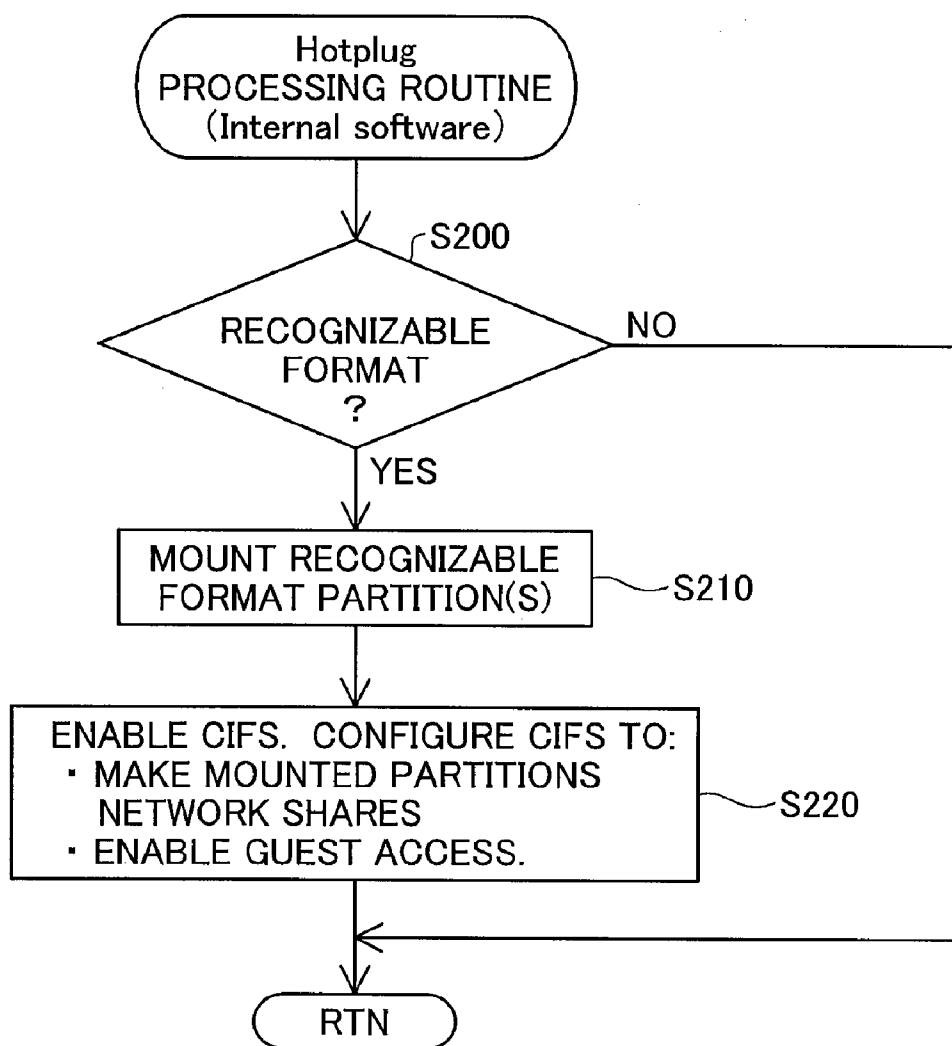 Hotplug
PROCESSING ROUTINE
(Internal software)
S200
RECOGNIZABLE
FORMAT
?
NO
YES
MOUNT RECOGNIZABLE
FORMAT PARTITION(S)
S210
ENABLE CIFS. CONFIGURE CIFS TO:
・MAKE MOUNTED PARTITIONS
NETWORK SHARES
・ENABLE GUEST ACCESS.
S220
RTN